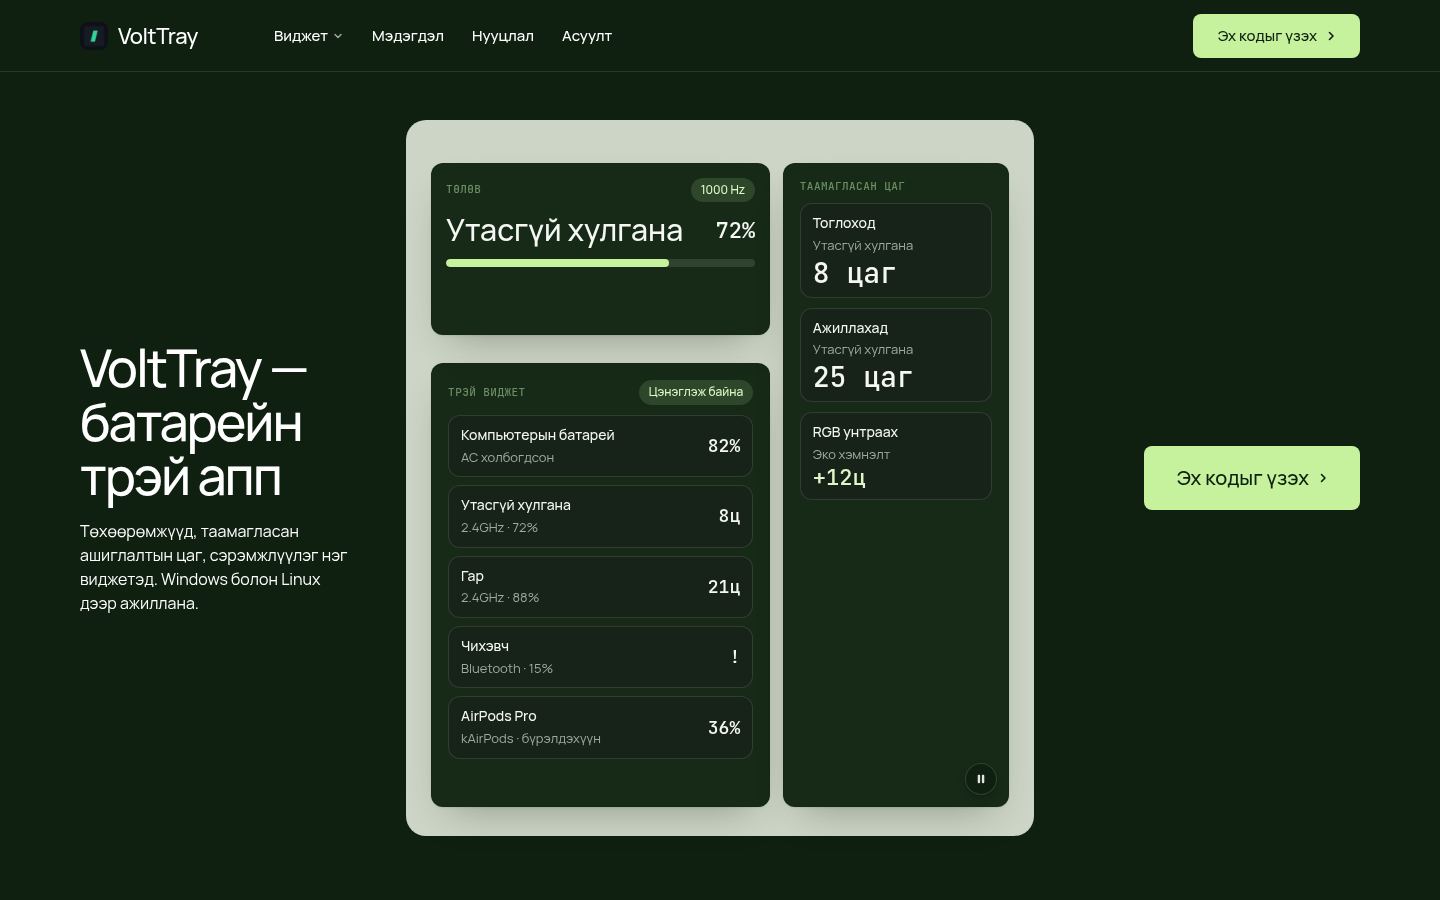 VoltTray
Виджет
Мэдэгдэл
Нууцлал
Асуулт
Эх кодыг үзэх
VoltTray —
батарейн
трэй апп
Төхөөрөмжүүд, таамагласан
ашиглалтын цаг, сэрэмжлүүлэг нэг
виджетэд. Windows болон Linux
дээр ажиллана.
ТӨЛӨВ
1000 Hz
Утасгүй хулгана
72%
ТРЭЙ ВИДЖЕТ
Цэнэглэж байна
Компьютерын батарей
AC холбогдсон
82%
Утасгүй хулгана
2.4GHz · 72%
8ц
Гар
2.4GHz · 88%
21ц
Чихэвч
Bluetooth · 15%
!
AirPods Pro
kAirPods · бүрэлдэхүүн
36%
ТААМАГЛАСАН ЦАГ
Тоглоход
Утасгүй хулгана
8 цаг
Ажиллахад
Утасгүй хулгана
25 цаг
RGB унтраах
Эко хэмнэлт
+12ц
Эх кодыг үзэх